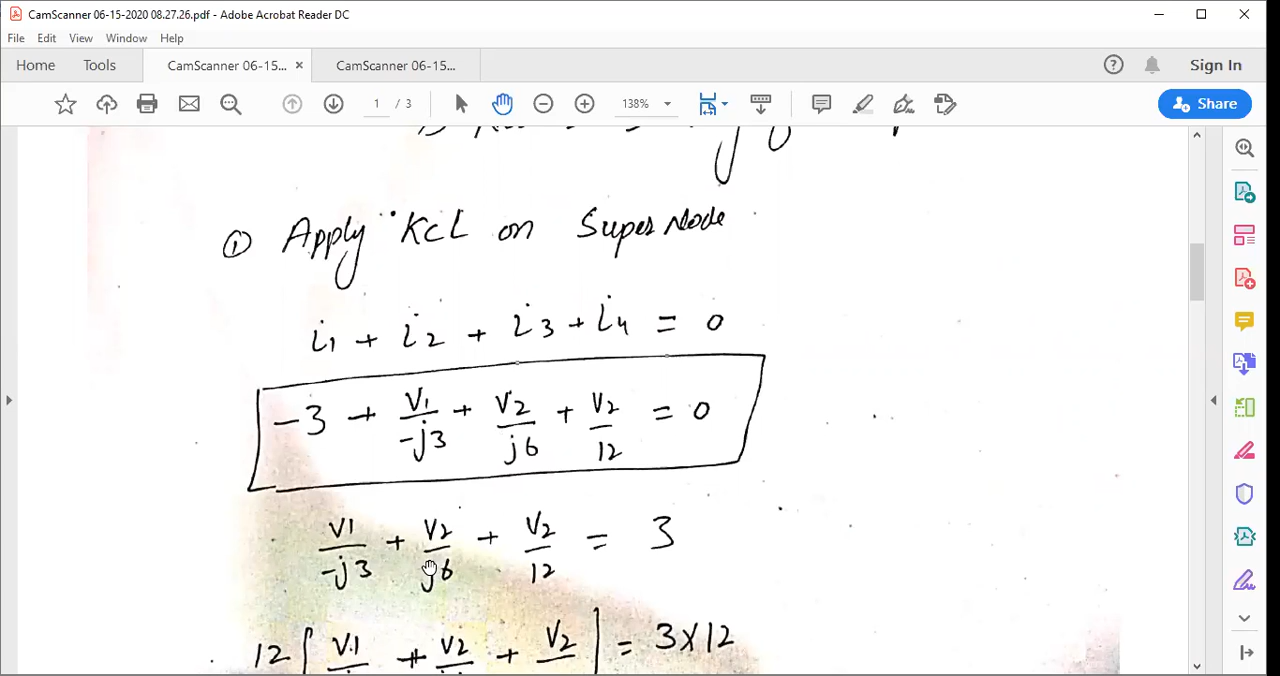 CamScanner 06-15-2020 08.27.26.pdf - Adobe Acrobat Reader DC
File Edit View Window Help
Home Tools CamScanner 06-15... × CamScanner 06-15... Sign In
1 / 3 138% Share
① Apply KCL on Super Node
i1 + i2 + i3 + i4 = 0
-3 + V1/-j3 + V2/j6 + V2/12 = 0
V1/-j3 + V2/j6 + V2/12 = 3
12 [ V1 + V2 + V2 ] = 3×12